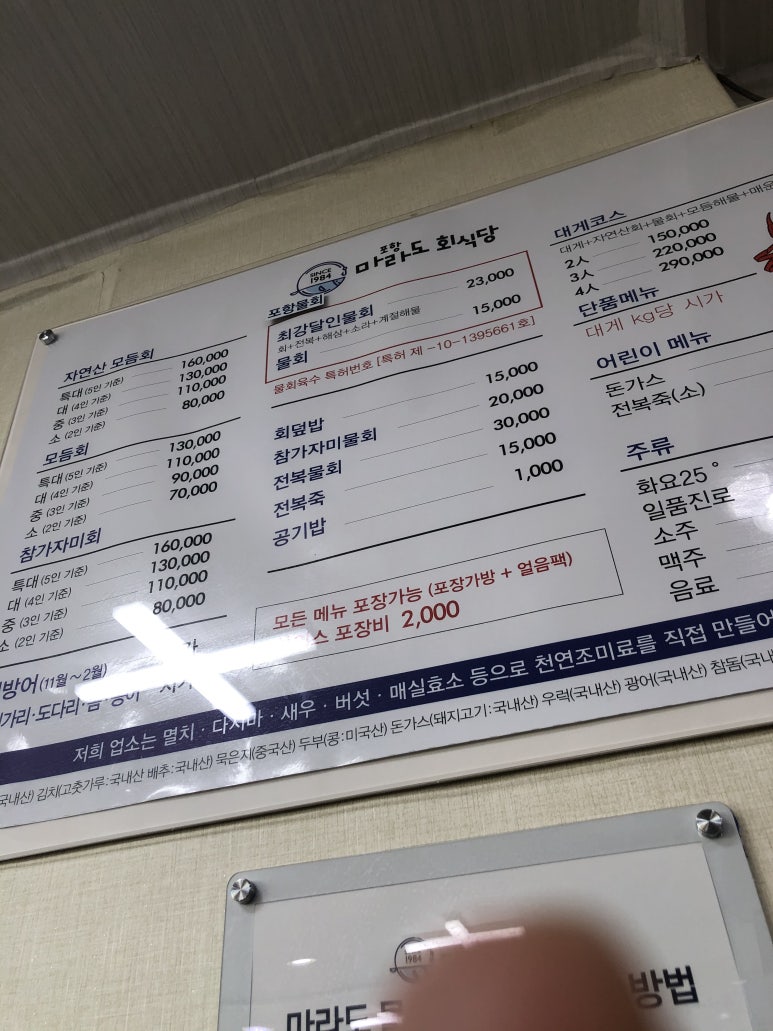 SINCE 1984
포항
마라도 회식당
자연산 모듬회
특대 (5인 기준) 160,000
대 (4인 기준) 130,000
중 (3인 기준) 110,000
소 (2인 기준) 80,000
모듬회
특대 (5인 기준) 130,000
대 (4인 기준) 110,000
중 (3인 기준) 90,000
소 (2인 기준) 70,000
참가자미회
특대 (5인 기준) 160,000
대 (4인 기준) 130,000
중 (3인 기준) 110,000
소 (2인 기준) 80,000
방어 (11월~2월)
가리·도다리
포항물회
최강달인물회 23,000
회+전복+해삼+소라+계절해물
물회 15,000
물회육수 특허번호 [특허 제 -10-1395661호]
회덮밥 15,000
참가자미물회 20,000
전복물회 30,000
전복죽 15,000
공기밥 1,000
모든 메뉴 포장가능 (포장가방 + 얼음팩)
포장비 2,000
대게코스
대게+자연산회+물회+모듬해물+매운
2人 150,000
3人 220,000
4人 290,000
단품메뉴
대게 kg당 시가
어린이 메뉴
돈가스
전복죽(소)
주류
화요25°
일품진로
소주
맥주
음료
저희 업소는 멸치 · 다시마 · 새우 · 버섯 · 매실효소 등으로 천연조미료를 직접 만들어
국내산) 김치(고춧가루:국내산 배추:국내산) 묵은지(중국산) 두부(콩:미국산) 돈가스(돼지고기:국내산) 우럭(국내산) 광어(국내산) 참돔(국내
1984
마라도
방법